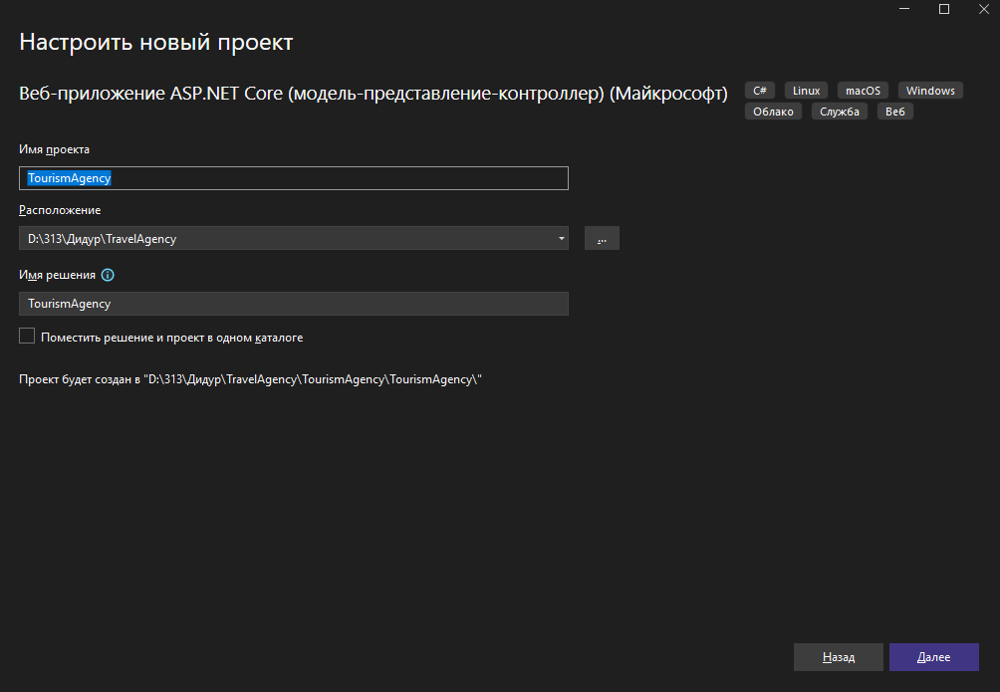 Настроить новый проект
Веб-приложение ASP.NET Core (модель-представление-контроллер) (Майкрософт)
C# Linux macOS Windows
Облако Служба Веб
Имя проекта
TourismAgency
Расположение
D:\313\Дидур\TravelAgency
...
Имя решения
TourismAgency
Поместить решение и проект в одном каталоге
Проект будет создан в "D:\313\Дидур\TravelAgency\TourismAgency\TourismAgency\"
Назад Далее